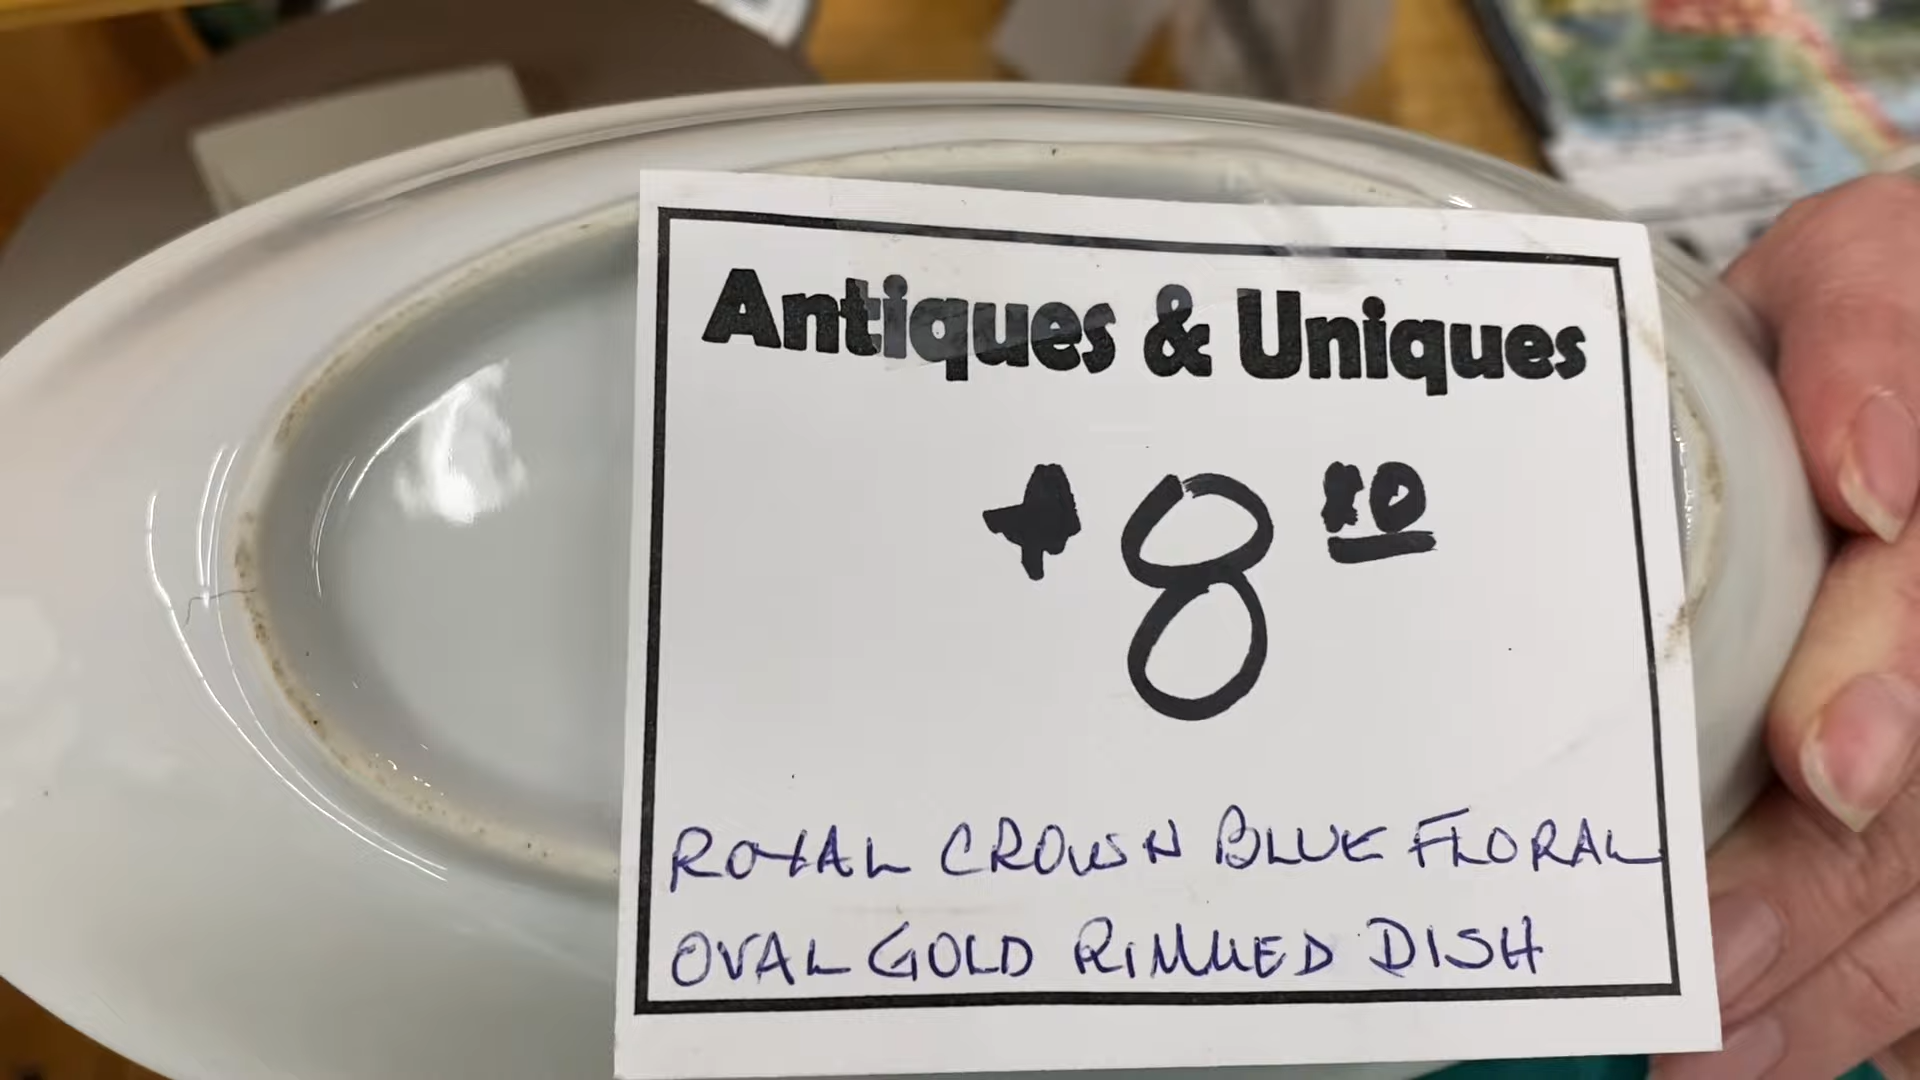 Antiques & Uniques
$8.00
ROYAL CROWN BLUE FLORAL
OVAL GOLD RIMMED DISH